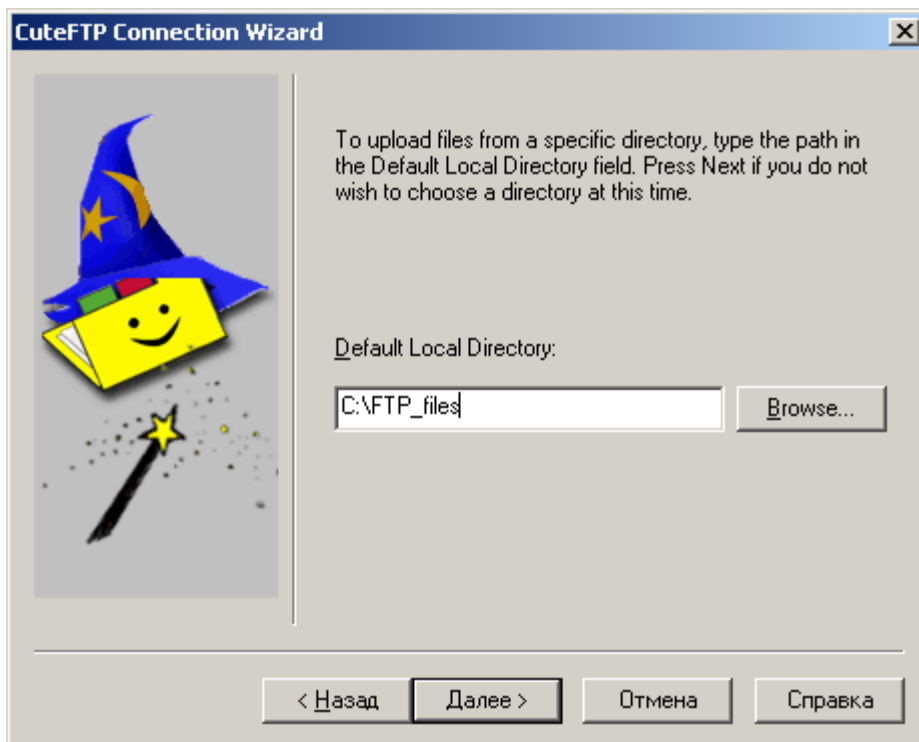 CuteFTP Connection Wizard
To upload files from a specific directory, type the path in
the Default Local Directory field. Press Next if you do not
wish to choose a directory at this time.
Default Local Directory:
C:\FTP_files
Browse...
< Назад
Далее >
Отмена
Справка